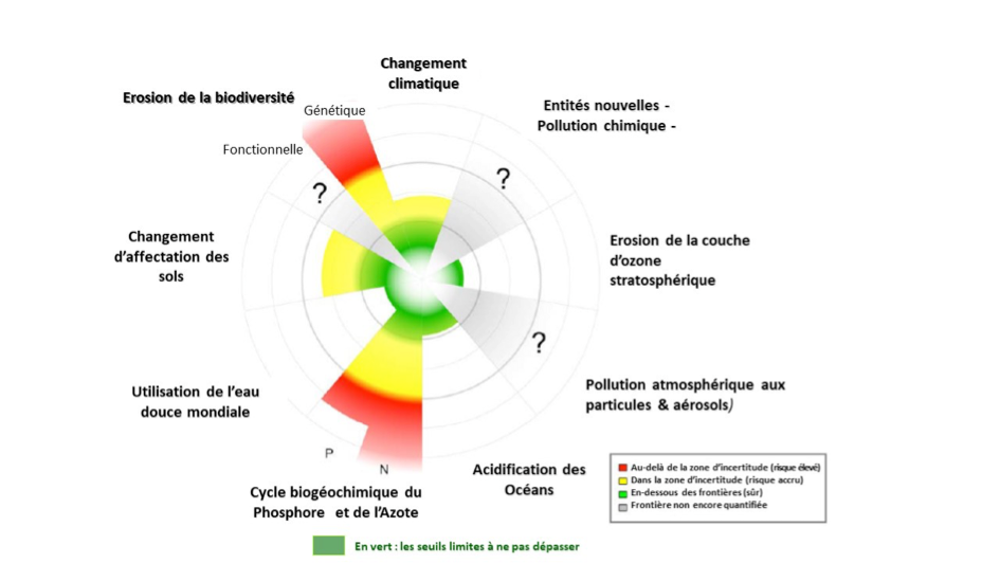 Changement
climatique
Erosion de la biodiversité
Génétique
Entités nouvelles -
Pollution chimique -
Fonctionnelle
?
?
Changement
d'affectation des
sols
Erosion de la couche
d'ozone
stratosphérique
?
Utilisation de l'eau
douce mondiale
Pollution atmosphérique aux
particules & aérosols)
P
N
Acidification des
Océans
Cycle biogéochimique du
Phosphore et de l'Azote
Au-delà de la zone d'incertitude (risque élevé)
Dans la zone d'incertitude (risque accru)
En-dessous des frontières (sûr)
Frontière non encore quantifiée
En vert : les seuils limites à ne pas dépasser